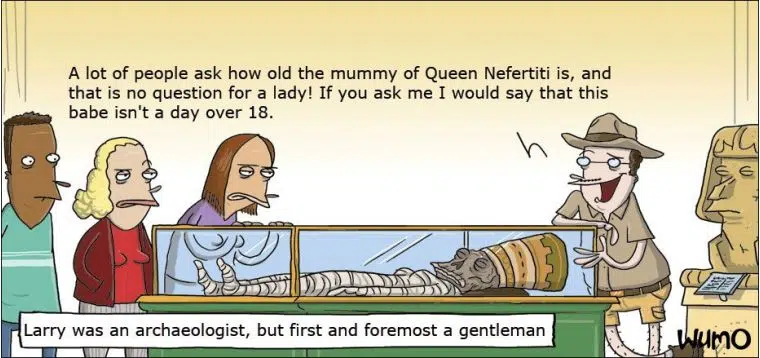 A lot of people ask how old the mummy of Queen Nefertiti is, and
that is no question for a lady! If you ask me I would say that this
babe isn't a day over 18.
Larry was an archaeologist, but first and foremost a gentleman
WUMO